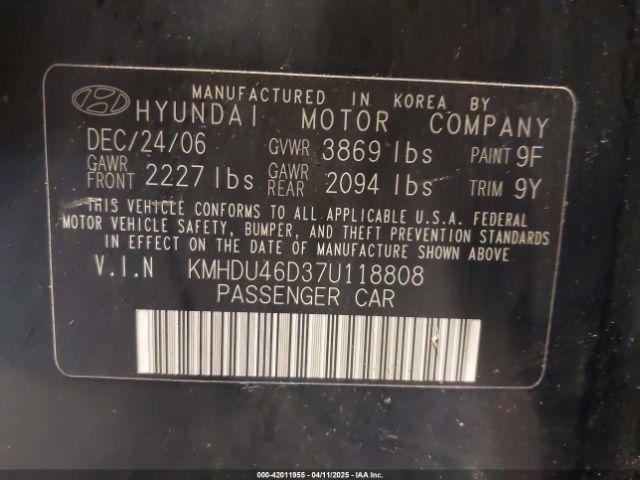 MANUFACTURED IN KOREA BY
HYUNDAI MOTOR COMPANY
DEC/24/06 GVWR 3869 lbs PAINT 9F
GAWR FRONT 2227 lbs GAWR REAR 2094 lbs TRIM 9Y
THIS VEHICLE CONFORMS TO ALL APPLICABLE U.S.A. FEDERAL
MOTOR VEHICLE SAFETY, BUMPER, AND THEFT PREVENTION STANDARDS
IN EFFECT ON THE DATE OF MANUFACTURE SHOWN ABOVE.
V.I.N KMHDU46D37U118808
PASSENGER CAR
000-42011955 - 04/11/2025 - IAA Inc.